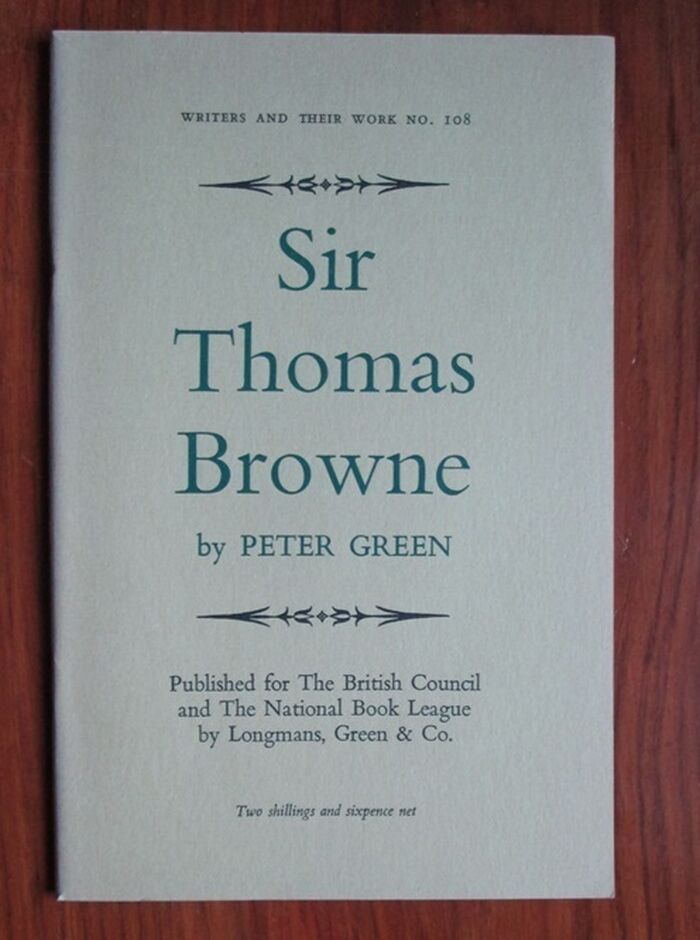 WRITERS AND THEIR WORK NO. 108
Sir
Thomas
Browne
by PETER GREEN
Published for The British Council
and The National Book League
by Longmans, Green & Co.
Two shillings and sixpence net